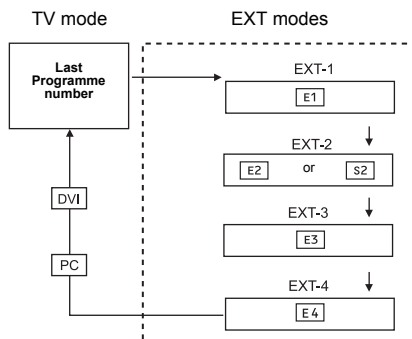 TV mode
EXT modes
Last
Programme
number
EXT-1
E1
EXT-2
E2 or S2
EXT-3
E3
EXT-4
E4
DVI
PC